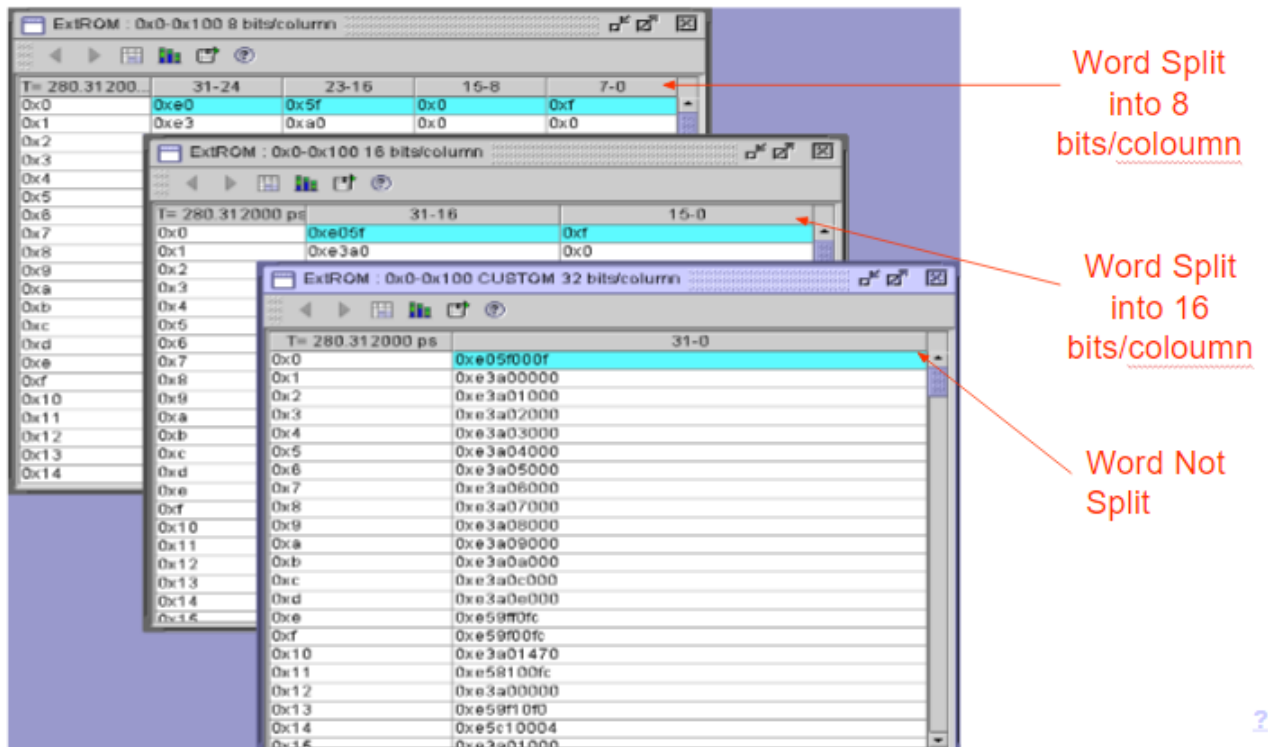 ExtROM : 0x0-0x100 8 bits/column
T= 280.31200... 31-24 23-16 15-8 7-0
0x0 0xe0 0x5f 0x0 0xf
0x1 0xe3 0xa0 0x0 0x0
0x2
0x3
0x4
0x5
0x6
0x7
0x8
0x9
0xa
0xb
0xc
0xd
0xe
0xf
0x10
0x11
0x12
0x13
0x14
ExtROM : 0x0-0x100 16 bits/column
T= 280.312000 ps 31-16 15-0
0x0 0xe05f 0xf
0x1 0xe3a0 0x0
0x2
0x3
0x4
0x5
0x6
0x7
0x8
0x9
0xa
0xb
0xc
0xd
0xe
0xf
0x10
0x11
0x12
0x13
0x14
0x15
ExtROM : 0x0-0x100 CUSTOM 32 bits/column
T= 280.312000 ps 31-0
0x0 0xe05f000f
0x1 0xe3a00000
0x2 0xe3a01000
0x3 0xe3a02000
0x4 0xe3a03000
0x5 0xe3a04000
0x6 0xe3a05000
0x7 0xe3a06000
0x8 0xe3a07000
0x9 0xe3a08000
0xa 0xe3a09000
0xb 0xe3a0a000
0xc 0xe3a0c000
0xd 0xe3a0e000
0xe 0xe59ff0fc
0xf 0xe59f00fc
0x10 0xe3a01470
0x11 0xe58100fc
0x12 0xe3a00000
0x13 0xe59f10f0
0x14 0xe5c10004
0x15 0xe3a01000
Word Split
into 8
bits/coloumn
Word Split
into 16
bits/coloumn
Word Not
Split
?